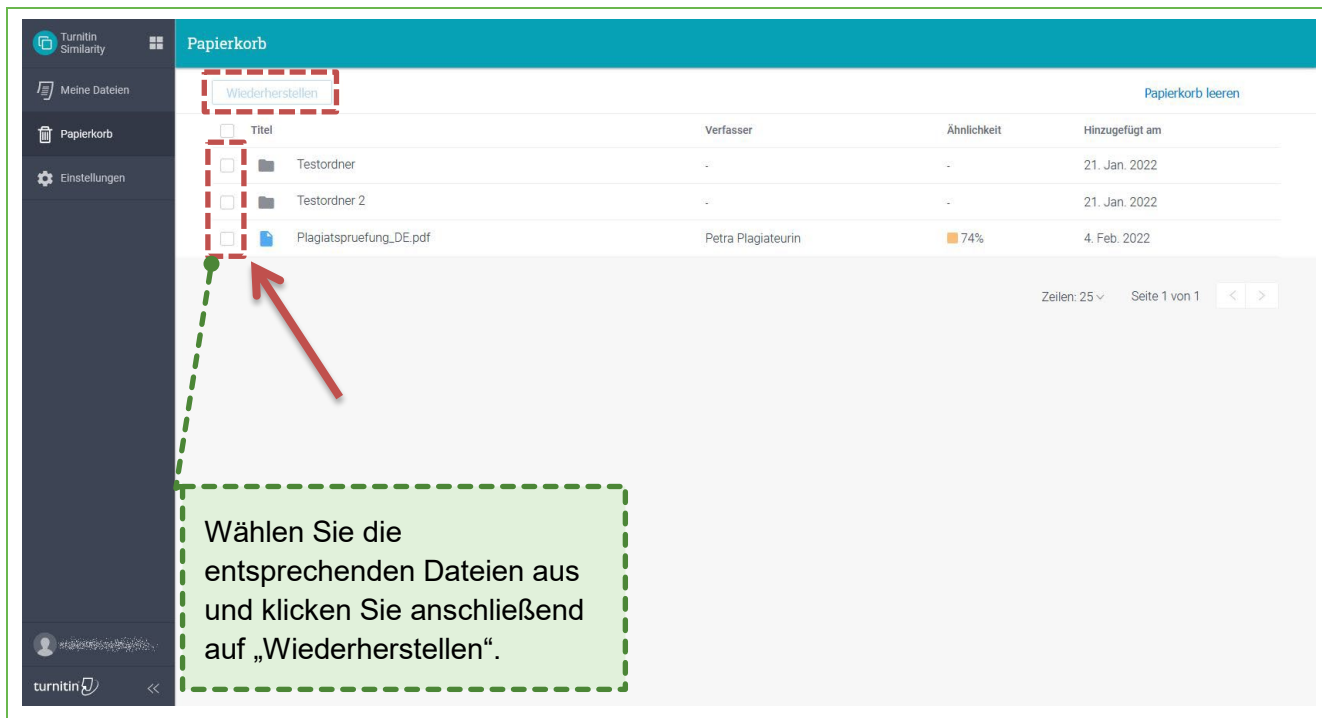 Turnitin
Similarity
Papierkorb
Meine Dateien
Wiederherstellen
Papierkorb leeren
Papierkorb
Titel Verfasser Ähnlichkeit Hinzugefügt am
Testordner - - 21. Jan. 2022
Einstellungen
Testordner 2 - - 21. Jan. 2022
Plagiatspruefung_DE.pdf Petra Plagiateurin 74% 4. Feb. 2022
Zeilen: 25 Seite 1 von 1 < >
Wählen Sie die
entsprechenden Dateien aus
und klicken Sie anschließend
auf „Wiederherstellen“.
turnitin